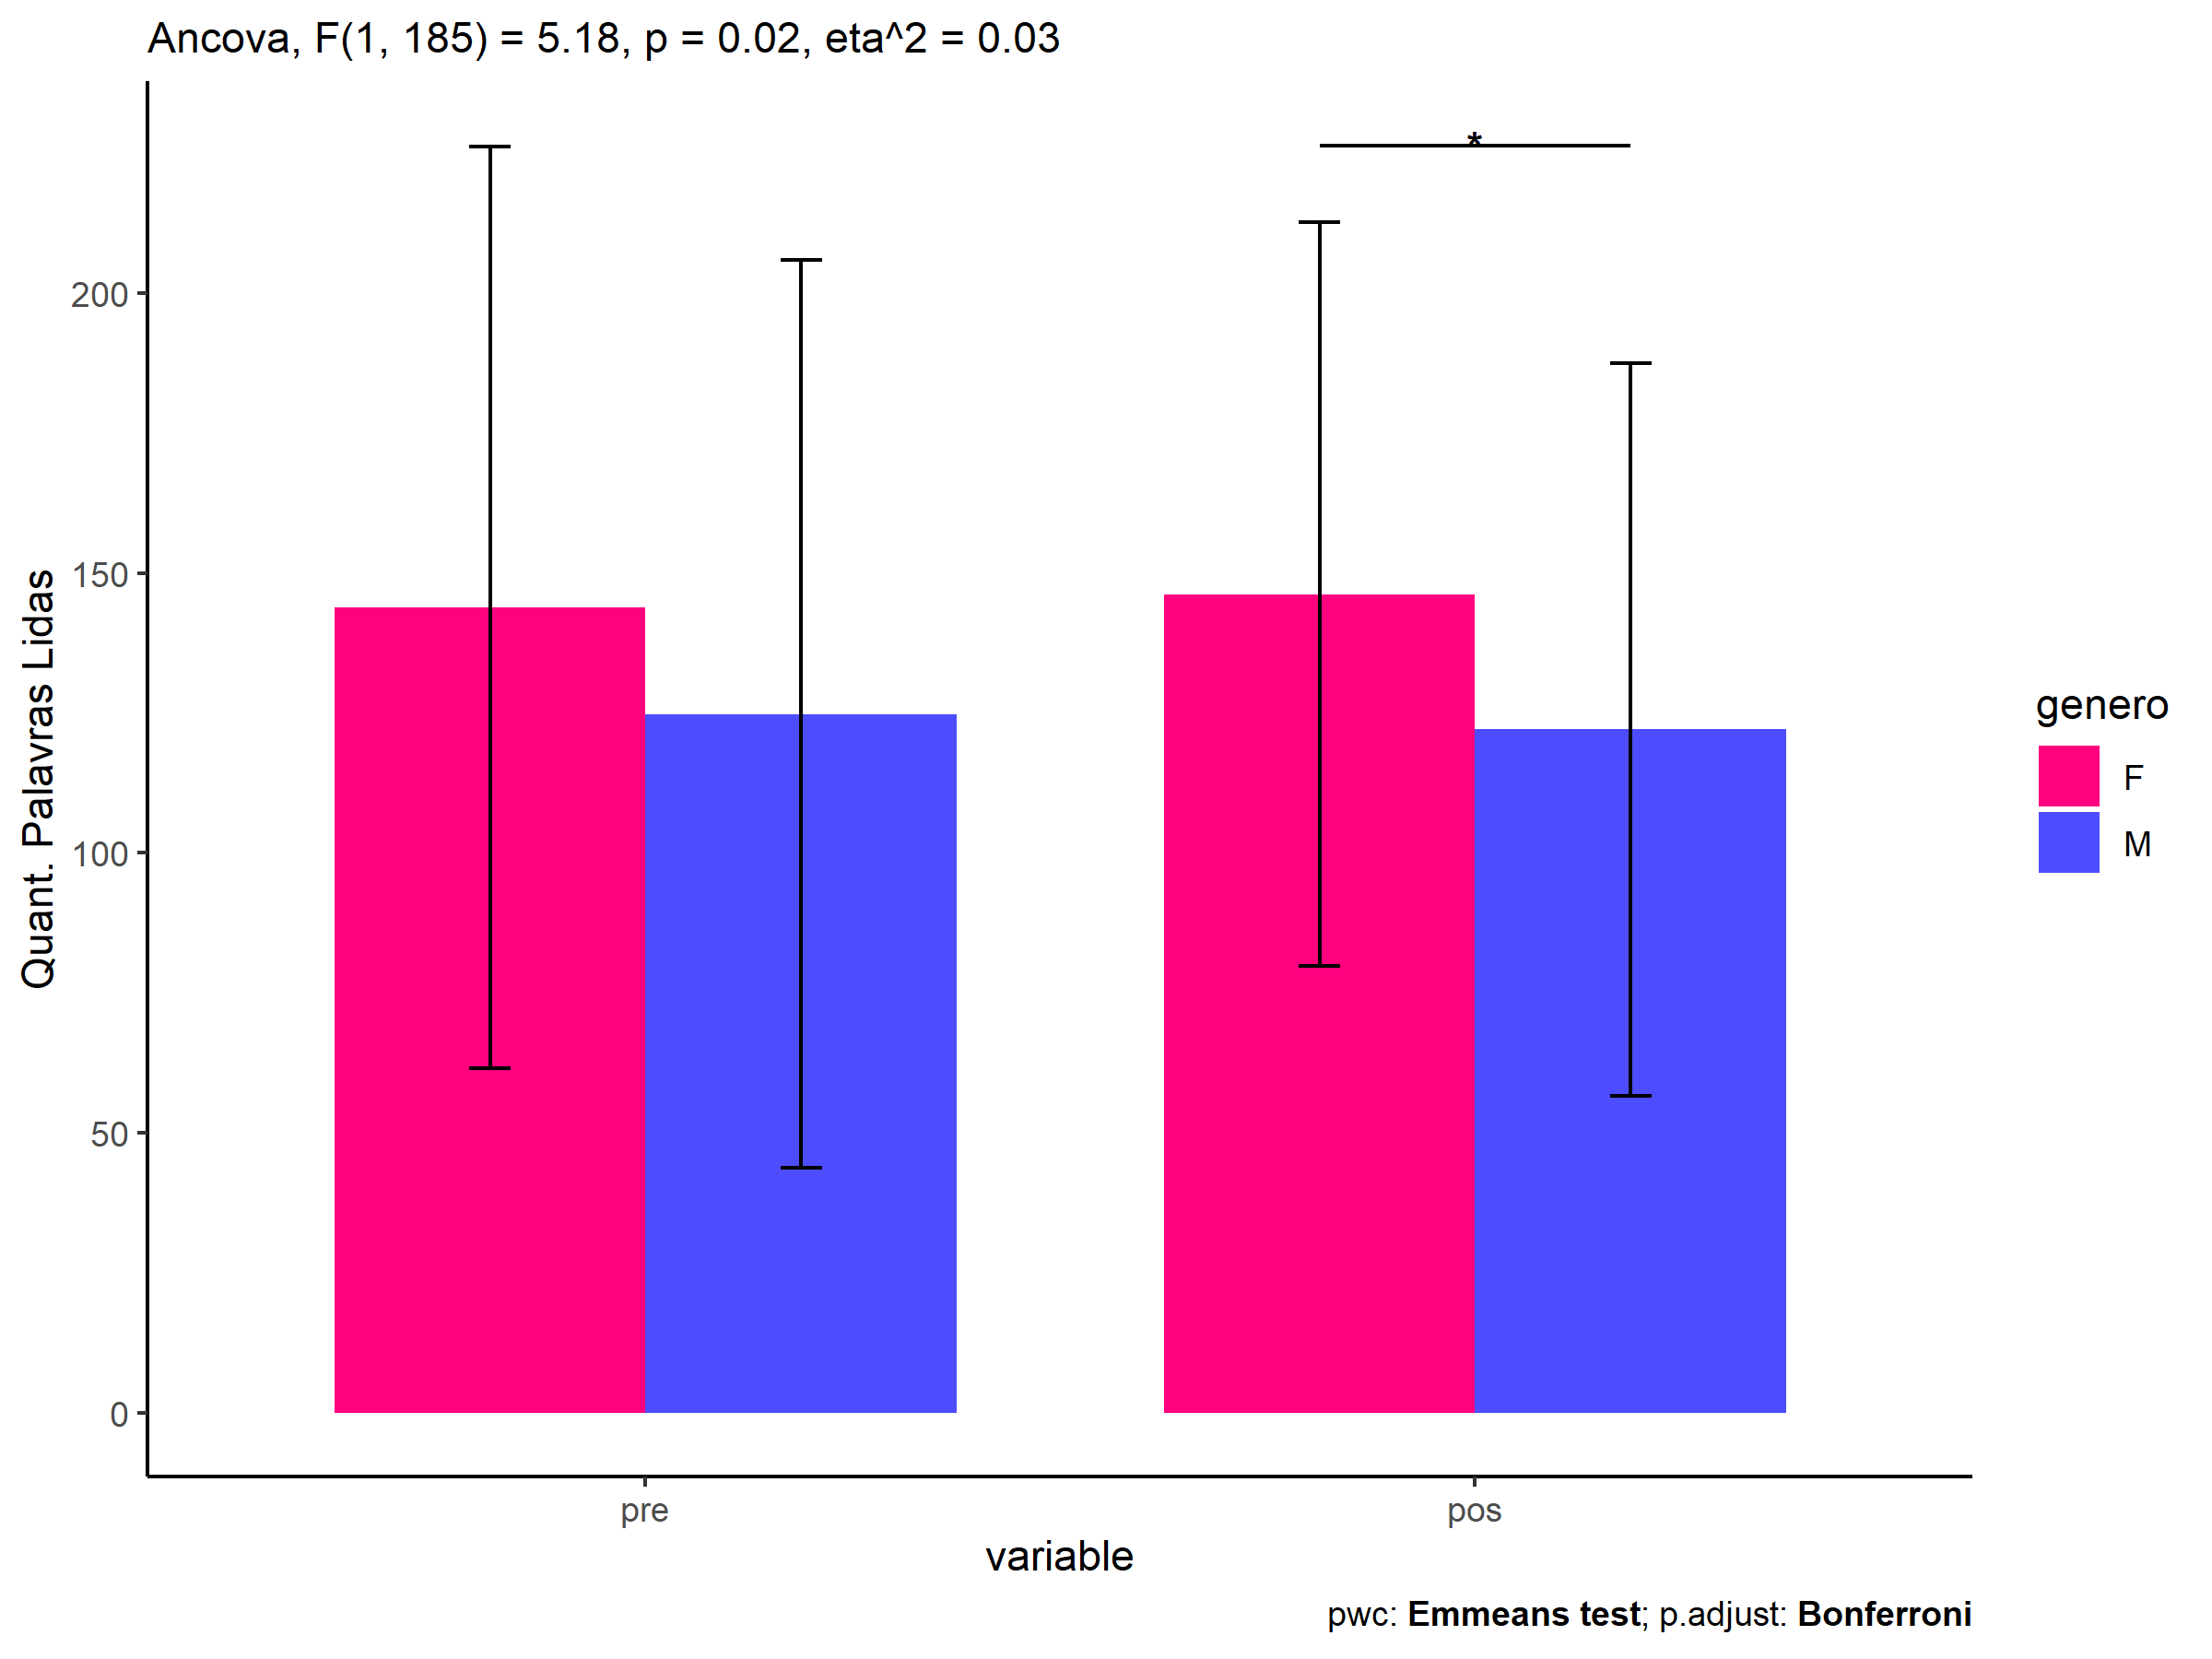 Ancova, F(1, 185) = 5.18, p = 0.02, eta^2 = 0.03
*
200
150
100
50
0
Quant. Palavras Lidas
pre
pos
variable
genero
F
M
pwc: Emmeans test; p.adjust: Bonferroni